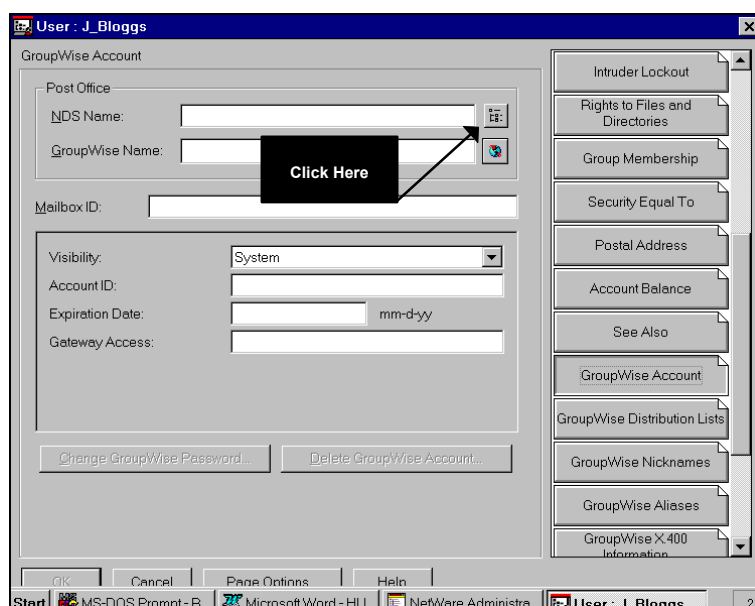 User : J_Bloggs
GroupWise Account
Post Office
NDS Name:
GroupWise Name:
Click Here
Mailbox ID:
Visibility:
System
Account ID:
Expiration Date:
mm-d-yy
Gateway Access:
Change GroupWise Password...
Delete GroupWise Account...
Intruder Lockout
Rights to Files and
Directories
Group Membership
Security Equal To
Postal Address
Account Balance
See Also
GroupWise Account
GroupWise Distribution Lists
GroupWise Nicknames
GroupWise Aliases
GroupWise X.400
Information
OK
Cancel
Page Options...
Help
Start
MS-DOS Prompt - B
Microsoft Word - HU
NetWare Administra
User : J_Bloggs